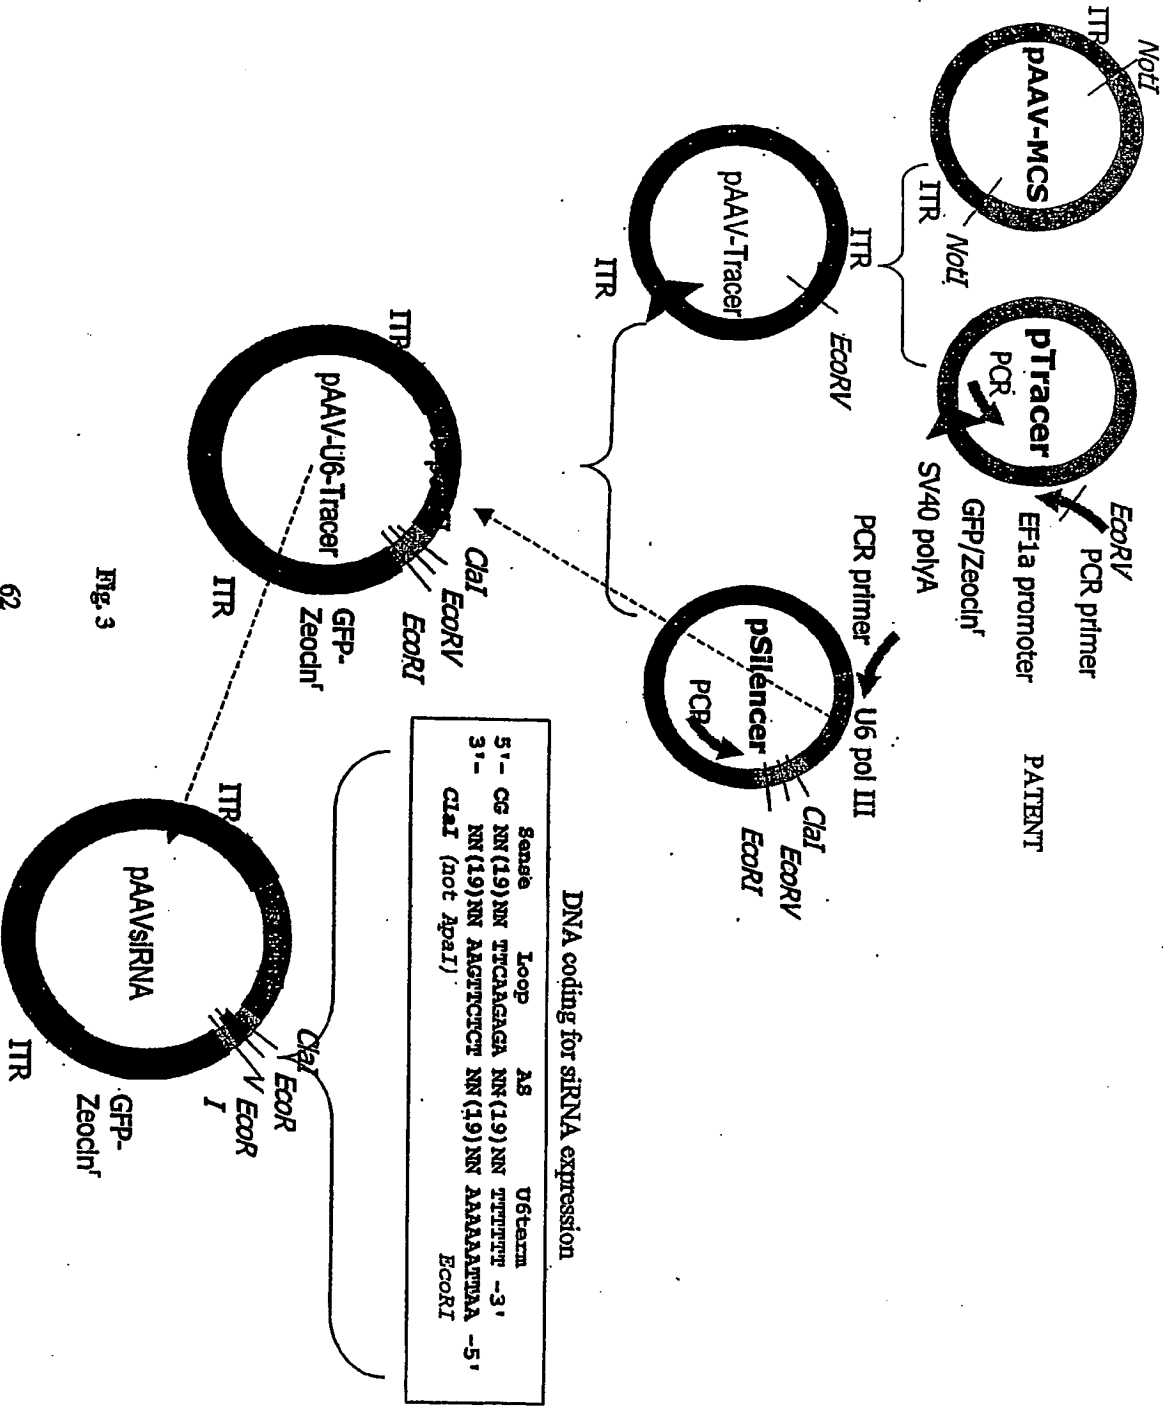 PATENT
NotI
ITR
pAAV-MCS
ITR
NotI
EcoRV
PCR primer
pTracer
PCR
EF1a promoter
GFP/Zeocinʳ
SV40 polyA
ITR
EcoRV
pAAV-Tracer
ITR
PCR primer
U6 pol III
pSilencer
PCR
ClaI
EcoRV
EcoRI
ITR
pAAV-U6-Tracer
ClaI
EcoRV
EcoRI
GFP-
Zeocinʳ
ITR
DNA coding for siRNA expression
Sense Loop AS U6term
5'- CG NN(19)NN TTCAAGAGA NN(19)NN TTTTTT -3'
3'- NN(19)NN AAGTTCTCT NN(19)NN AAAAAATTAA -5'
ClaI (not ApaI) EcoRI
ITR
pAAVsiRNA
ClaI
EcoR
V EcoR
I
GFP-
Zeocinʳ
ITR
Fig. 3
62